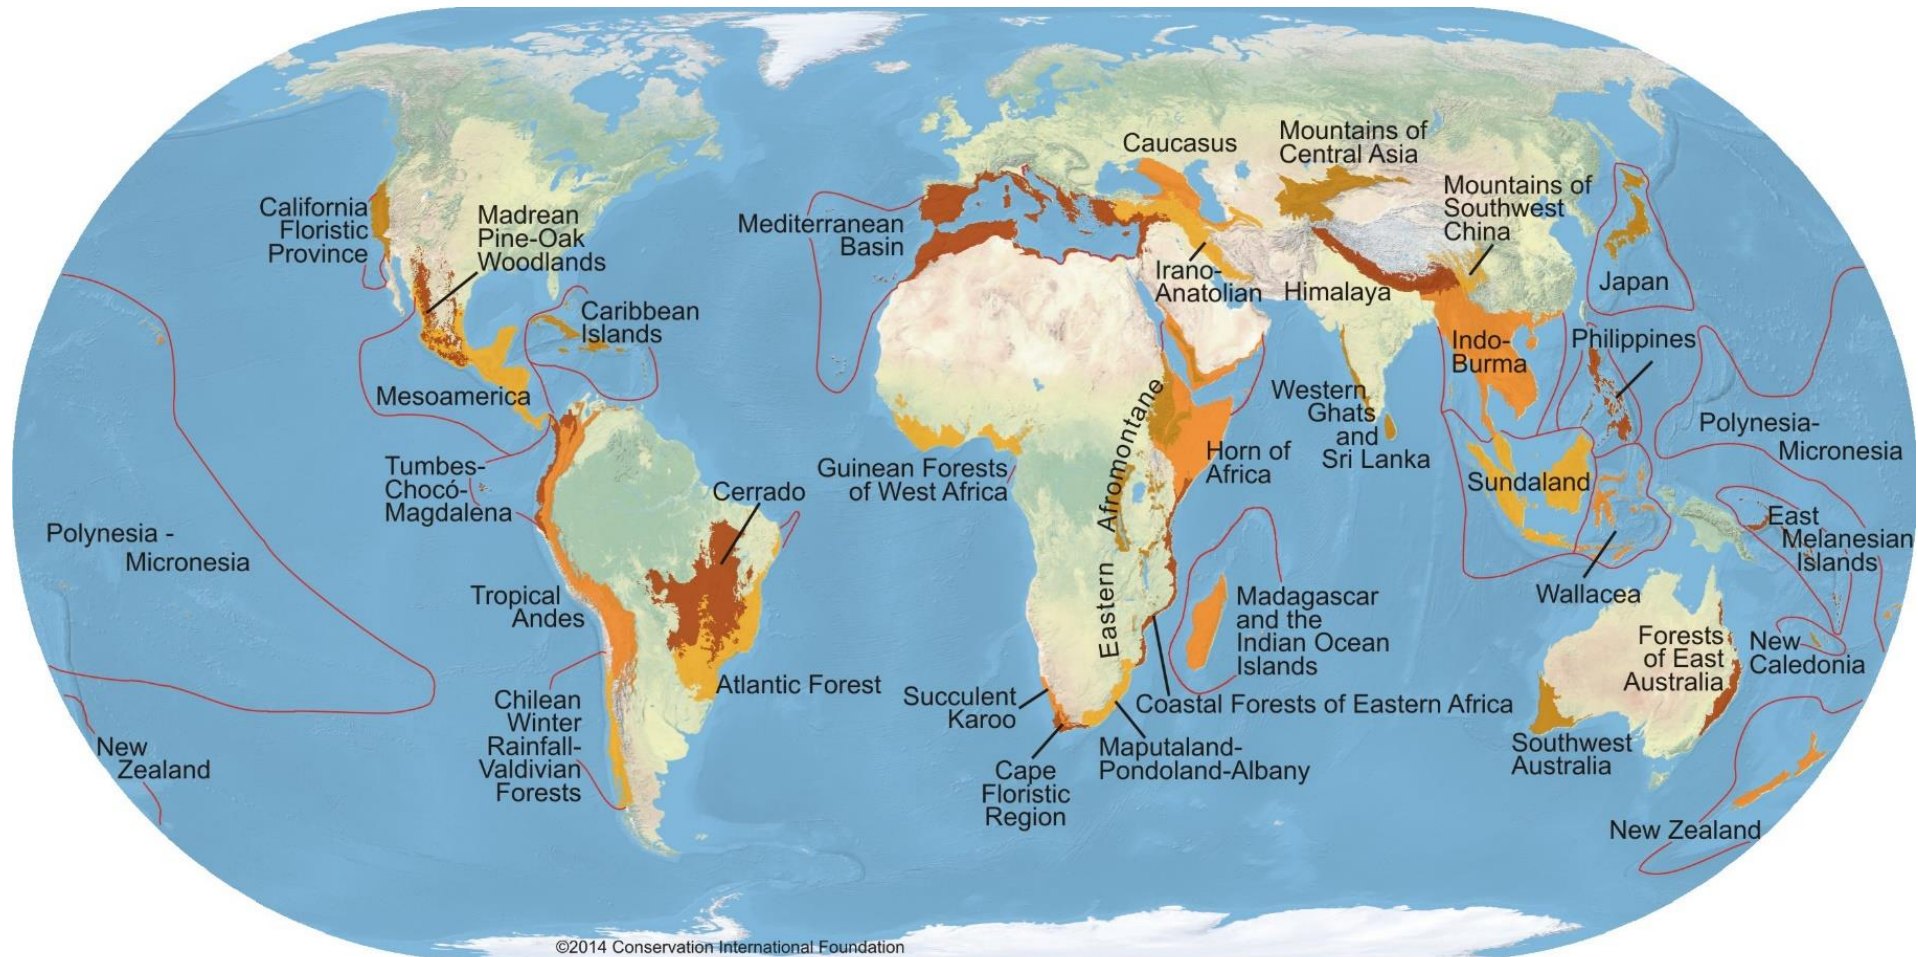 California
Floristic
Province
Madrean
Pine-Oak
Woodlands
Caribbean
Islands
Mesoamerica
Tumbes-
Chocó-
Magdalena
Polynesia -
Micronesia
Cerrado
Tropical
Andes
Atlantic Forest
Chilean
Winter
Rainfall-
Valdivian
Forests
New
Zealand
Mediterranean
Basin
Caucasus
Mountains of
Central Asia
Mountains of
Southwest
China
Irano-
Anatolian
Himalaya
Japan
Indo-
Burma
Philippines
Western
Ghats
and
Sri Lanka
Eastern Afromontane
Horn of
Africa
Guinean Forests
of West Africa
Sundaland
Polynesia-
Micronesia
East
Melanesian
Islands
Wallacea
Madagascar
and the
Indian Ocean
Islands
Forests
of East
Australia
New
Caledonia
Succulent
Karoo
Coastal Forests of Eastern Africa
Maputaland-
Pondoland-Albany
Cape
Floristic
Region
Southwest
Australia
New Zealand
©2014 Conservation International Foundation